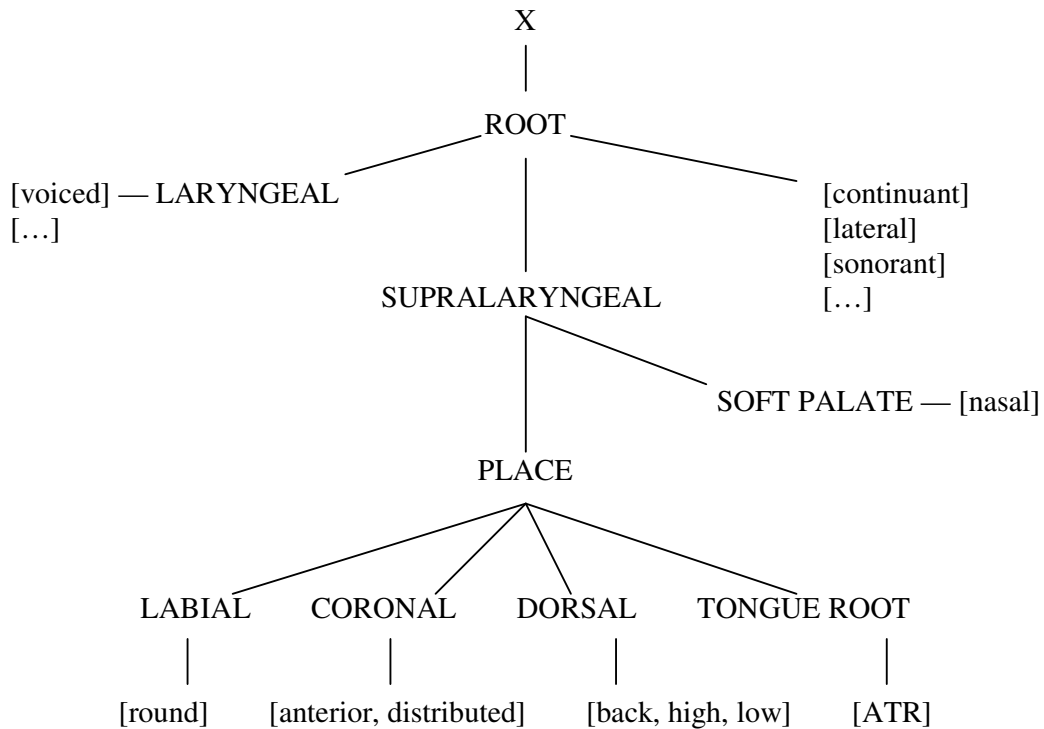 X
ROOT
[voiced] — LARYNGEAL
[…]
[continuant]
[lateral]
[sonorant]
[…]
SUPRALARYNGEAL
SOFT PALATE — [nasal]
PLACE
LABIAL CORONAL DORSAL TONGUE ROOT
[round] [anterior, distributed] [back, high, low] [ATR]